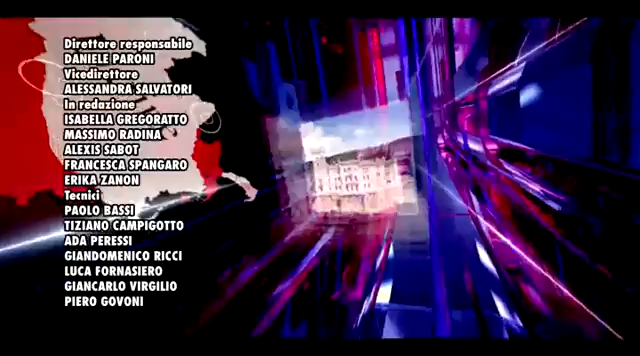 Direttore responsabile
DANIELE PARONI
Vicedirettore
ALESSANDRA SALVATORI
In redazione
ISABELLA GREGORATTO
MASSIMO RADINA
ALEXIS SABOT
FRANCESCA SPANGARO
ERIKA ZANON
Tecnici
PAOLO BASSI
TIZIANO CAMPIGOTTO
ADA PERESSI
GIANDOMENICO RICCI
LUCA FORNASIERO
GIANCARLO VIRGILIO
PIERO GOVONI